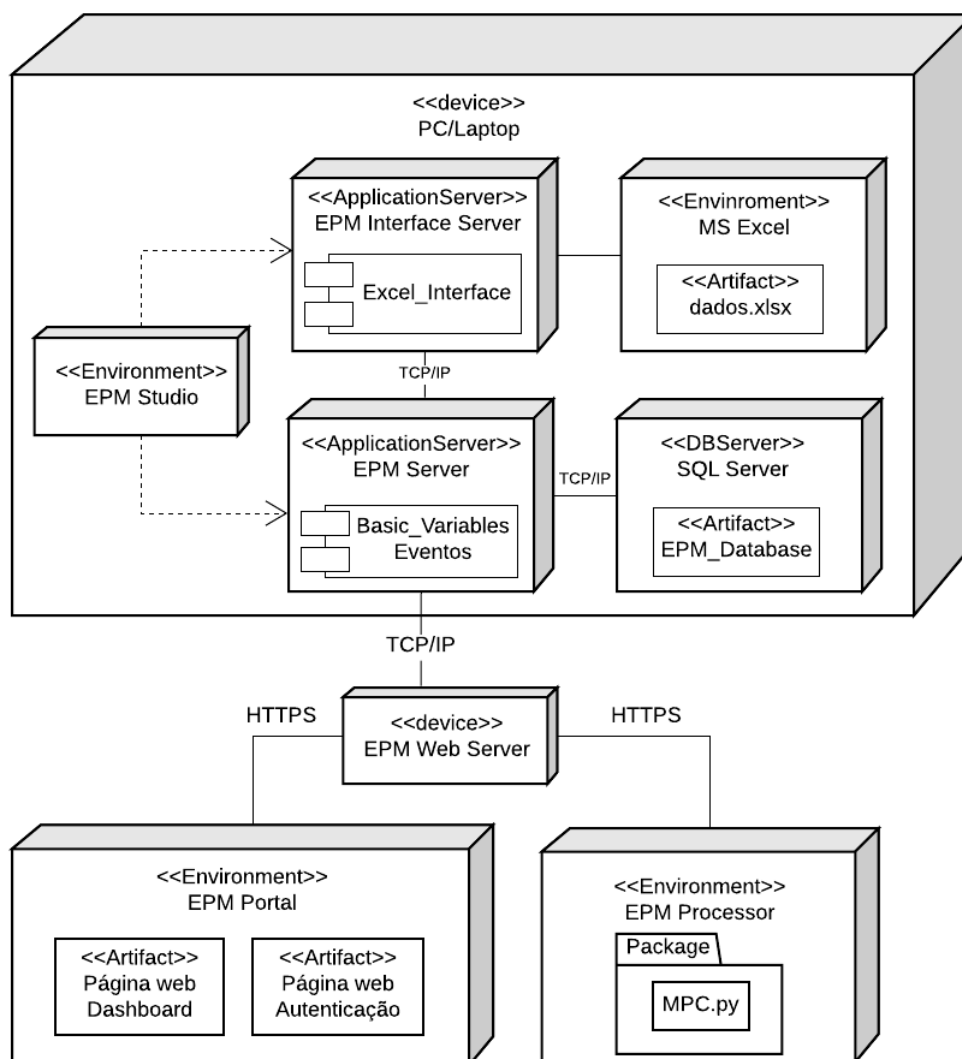 <<device>>
PC/Laptop
<<ApplicationServer>>
EPM Interface Server
Excel_Interface
<<Envinroment>>
MS Excel
<<Artifact>>
dados.xlsx
<<Environment>>
EPM Studio
TCP/IP
<<ApplicationServer>>
EPM Server
Basic_Variables
Eventos
TCP/IP
<<DBServer>>
SQL Server
<<Artifact>>
EPM_Database
TCP/IP
HTTPS
<<device>>
EPM Web Server
HTTPS
<<Environment>>
EPM Portal
<<Artifact>>
Página web
Dashboard
<<Artifact>>
Página web
Autenticação
<<Environment>>
EPM Processor
Package
MPC.py